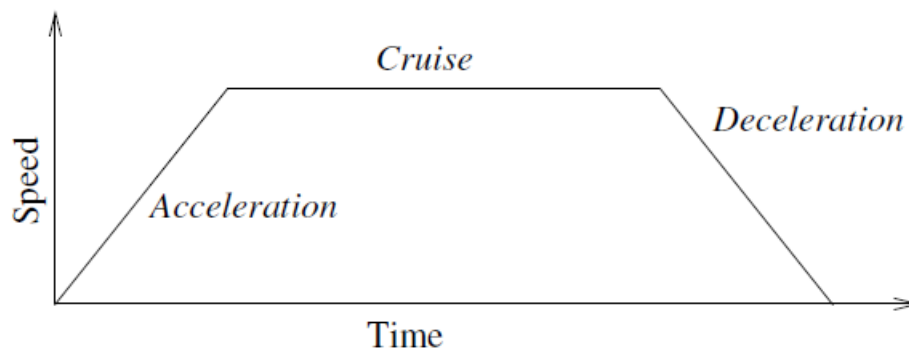 Cruise
Deceleration
Speed
Acceleration
Time